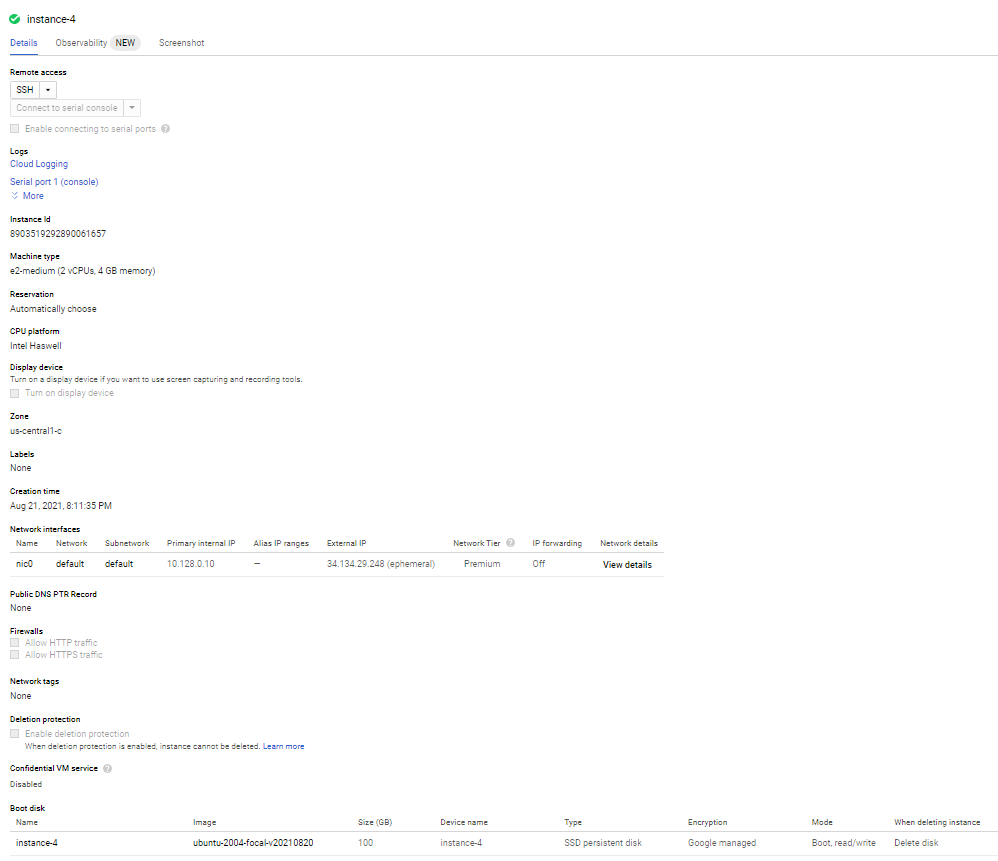 instance-4
Details Observability NEW Screenshot
Remote access
SSH
Connect to serial console
Enable connecting to serial ports ?
Logs
Cloud Logging
Serial port 1 (console)
More
Instance Id
8903519292890061657
Machine type
e2-medium (2 vCPUs, 4 GB memory)
Reservation
Automatically choose
CPU platform
Intel Haswell
Display device
Turn on a display device if you want to use screen capturing and recording tools.
Turn on display device
Zone
us-central1-c
Labels
None
Creation time
Aug 21, 2021, 8:11:35 PM
Network interfaces
Name Network Subnetwork Primary internal IP Alias IP ranges External IP Network Tier ? IP forwarding Network details
nic0 default default 10.128.0.10 — 34.134.29.248 (ephemeral) Premium Off View details
Public DNS PTR Record
None
Firewalls
Allow HTTP traffic
Allow HTTPS traffic
Network tags
None
Deletion protection
Enable deletion protection
When deletion protection is enabled, instance cannot be deleted. Learn more
Confidential VM service ?
Disabled
Boot disk
Name Image Size (GB) Device name Type Encryption Mode When deleting instance
instance-4 ubuntu-2004-focal-v20210820 100 instance-4 SSD persistent disk Google managed Boot, read/write Delete disk